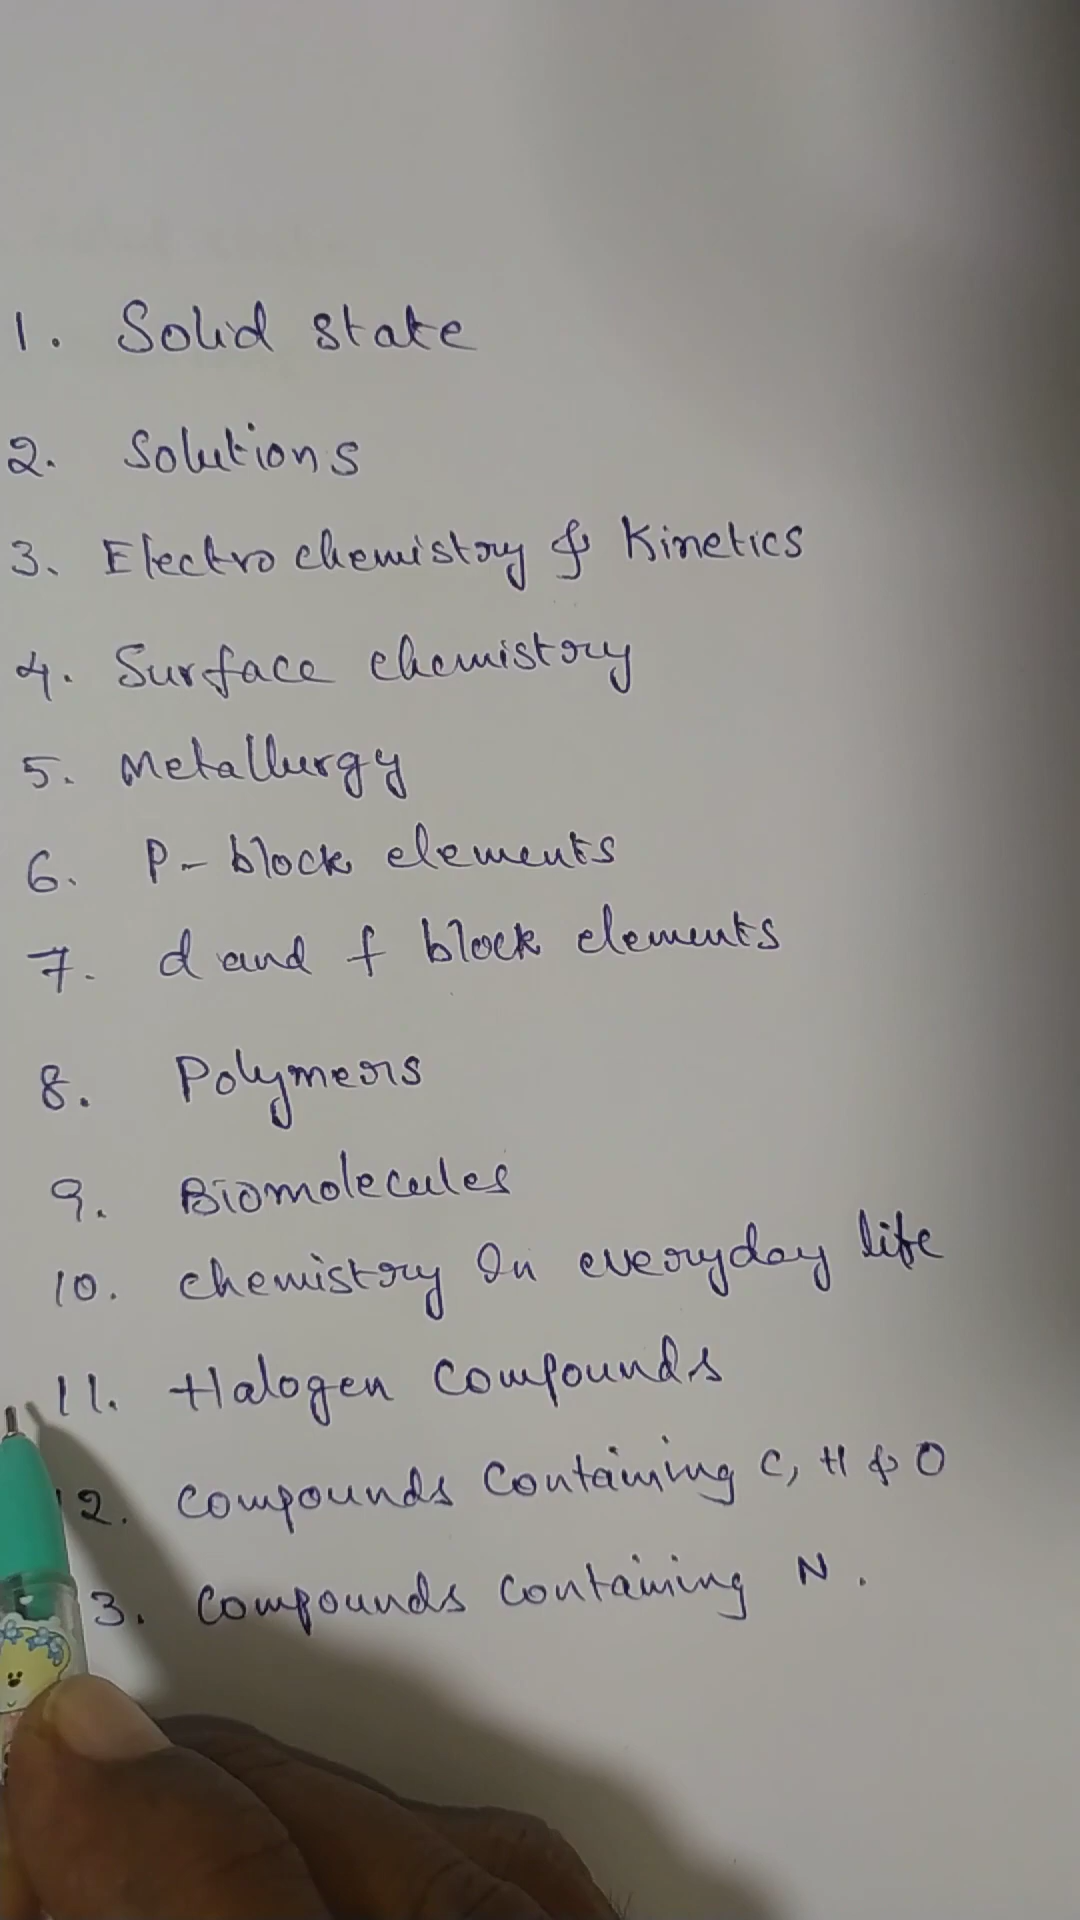 1. Solid state
2. Solutions
3. Electro chemistry & Kinetics
4. Surface chemistry
5. Metallurgy
6. P-block elements
7. d and f block elements
8. Polymers
9. Biomolecules
10. chemistry In everyday life
11. Halogen Compounds
12. Compounds Containing C, H & O
3. Compounds Containing N.